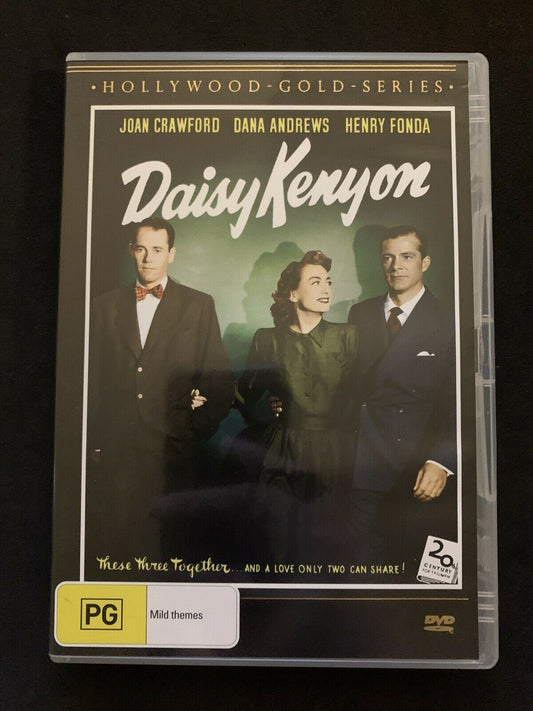 ·HOLLYWOOD·GOLD·SERIES·
JOAN CRAWFORD DANA ANDREWS HENRY FONDA
Daisy Kenyon
These Three Together... AND A LOVE ONLY TWO CAN SHARE!
20th
CENTURY
PG
Mild themes
DVD